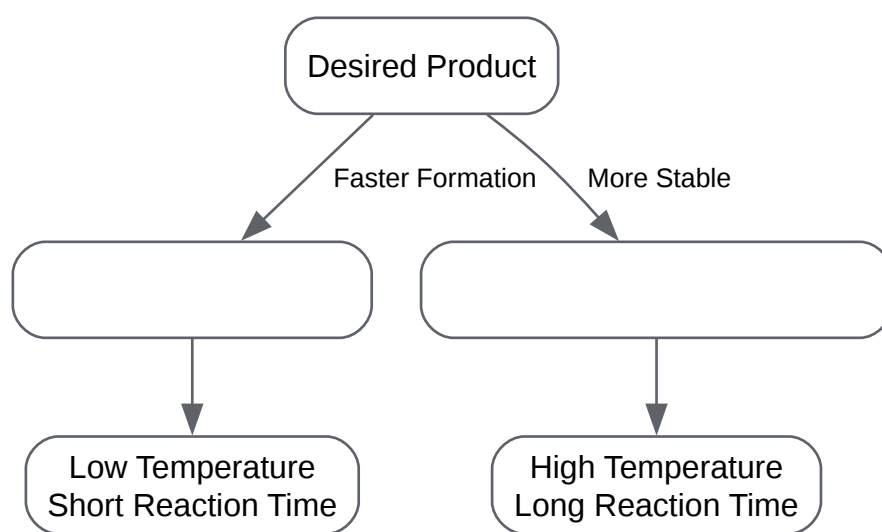 Desired Product
Faster Formation
More Stable
Low Temperature
Short Reaction Time
High Temperature
Long Reaction Time